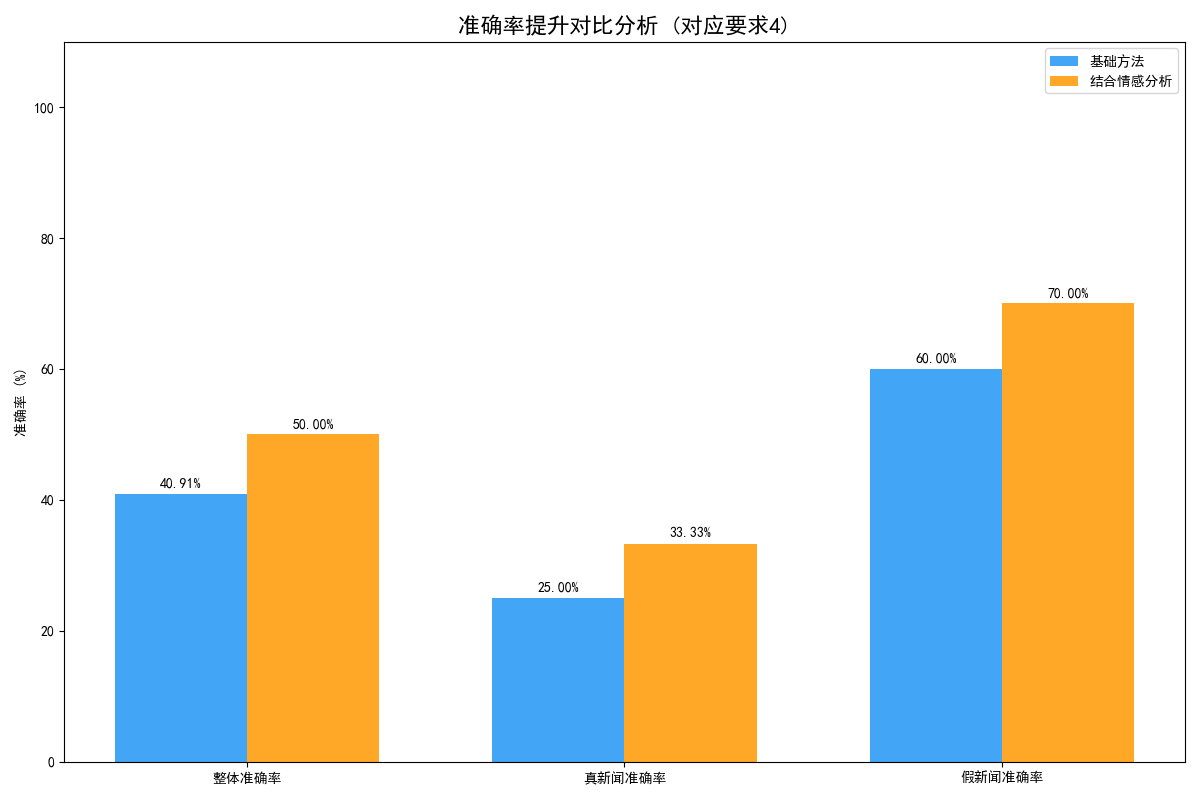 准确率提升对比分析 (对应要求4)
基础方法
结合情感分析
准确率 (%)
100
80
60
40
20
0
40.91%
50.00%
25.00%
33.33%
60.00%
70.00%
整体准确率
真新闻准确率
假新闻准确率